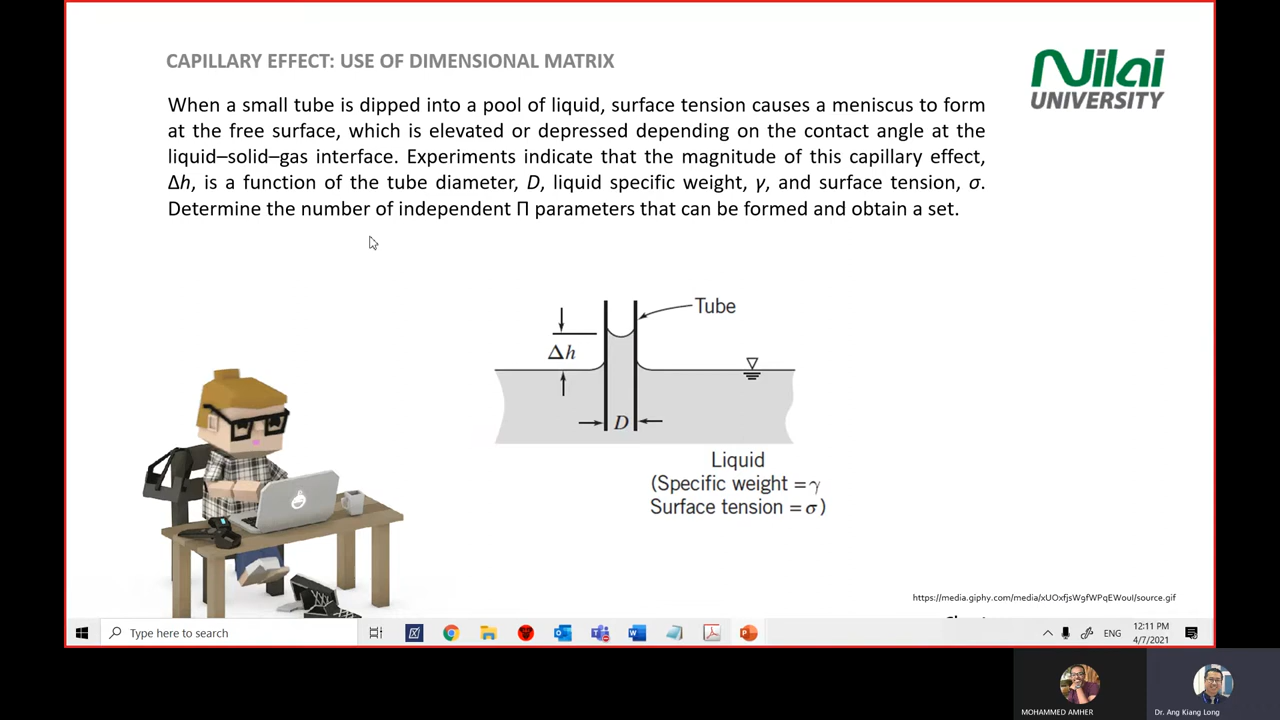 CAPILLARY EFFECT: USE OF DIMENSIONAL MATRIX
Nilai
UNIVERSITY
When a small tube is dipped into a pool of liquid, surface tension causes a meniscus to form
at the free surface, which is elevated or depressed depending on the contact angle at the
liquid–solid–gas interface. Experiments indicate that the magnitude of this capillary effect,
Δh, is a function of the tube diameter, D, liquid specific weight, γ, and surface tension, σ.
Determine the number of independent Π parameters that can be formed and obtain a set.
Tube
Δh
D
Liquid
(Specific weight = γ
Surface tension = σ)
https://media.giphy.com/media/xUOxfjsWgfWPqEWouI/source.gif
Type here to search
ENG
12:11 PM
4/7/2021
MOHAMMED AMHER
Dr. Ang Kiang Long